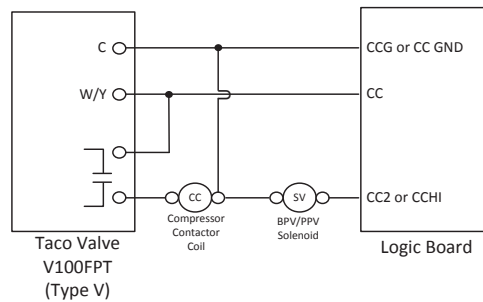 C
CCG or CC GND
W/Y
CC
CC
SV
CC2 or CCHI
Compressor
Contactor
Coil
BPV/PPV
Solenoid
Taco Valve
V100FPT
(Type V)
Logic Board